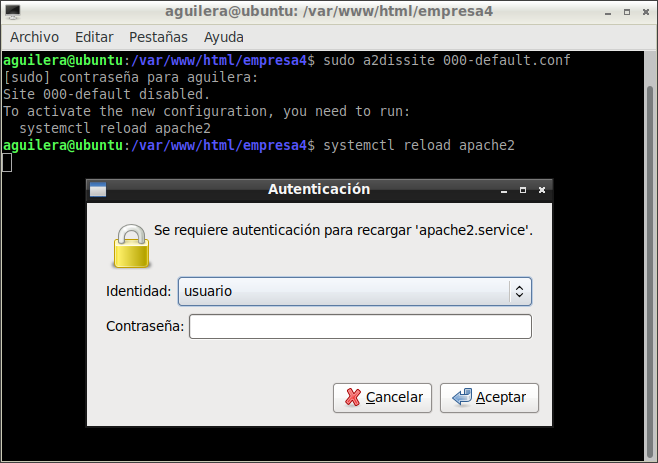 aguilera@ubuntu: /var/www/html/empresa4
Archivo Editar Pestañas Ayuda
aguilera@ubuntu:/var/www/html/empresa4$ sudo a2dissite 000-default.conf
[sudo] contraseña para aguilera:
Site 000-default disabled.
To activate the new configuration, you need to run:
  systemctl reload apache2
aguilera@ubuntu:/var/www/html/empresa4$ systemctl reload apache2
Autenticación
Se requiere autenticación para recargar 'apache2.service'.
Identidad: usuario
Contraseña:
Cancelar Aceptar